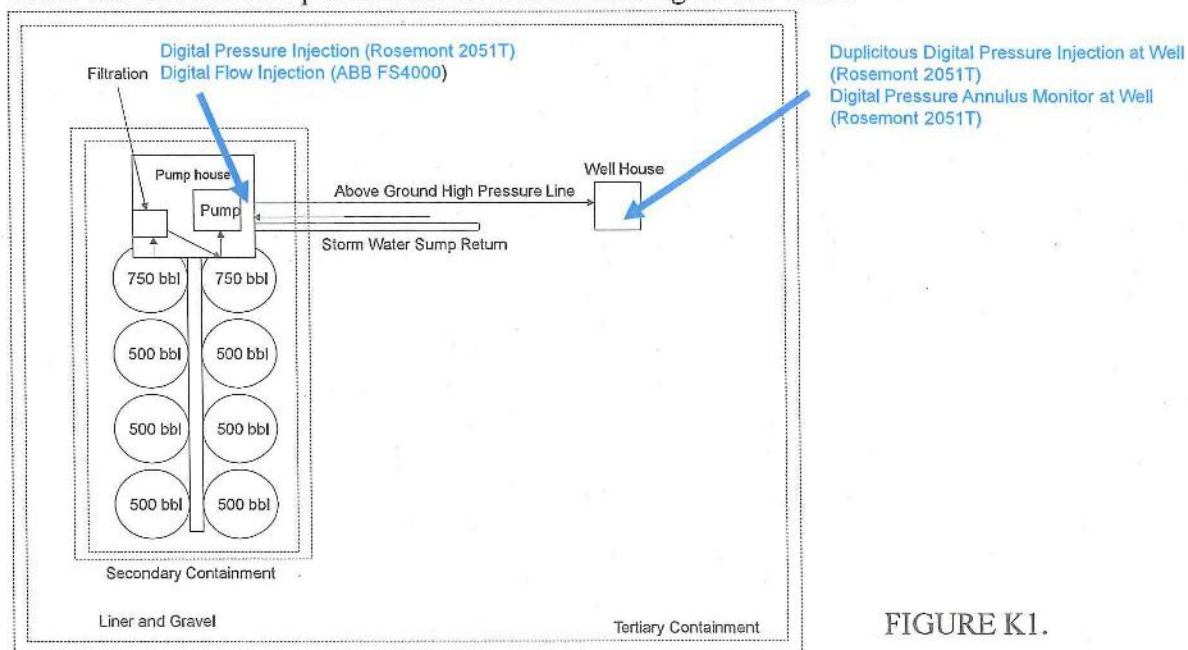 Digital Pressure Injection (Rosemont 2051T)
Filtration Digital Flow Injection (ABB FS4000)
Duplicitous Digital Pressure Injection at Well
(Rosemont 2051T)
Digital Pressure Annulus Monitor at Well
(Rosemont 2051T)
Pump house
Pump
Well House
Above Ground High Pressure Line
Storm Water Sump Return
750 bbl 750 bbl
500 bbl 500 bbl
500 bbl 500 bbl
500 bbl 500 bbl
Secondary Containment
Liner and Gravel
Tertiary Containment
FIGURE K1.